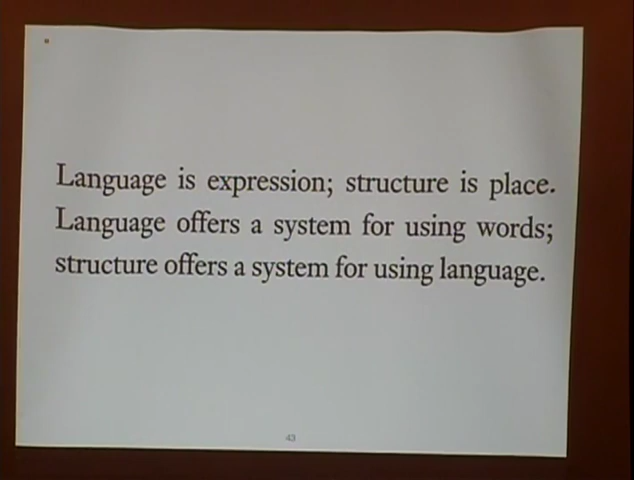 Language is expression; structure is place.
Language offers a system for using words;
structure offers a system for using language.
43